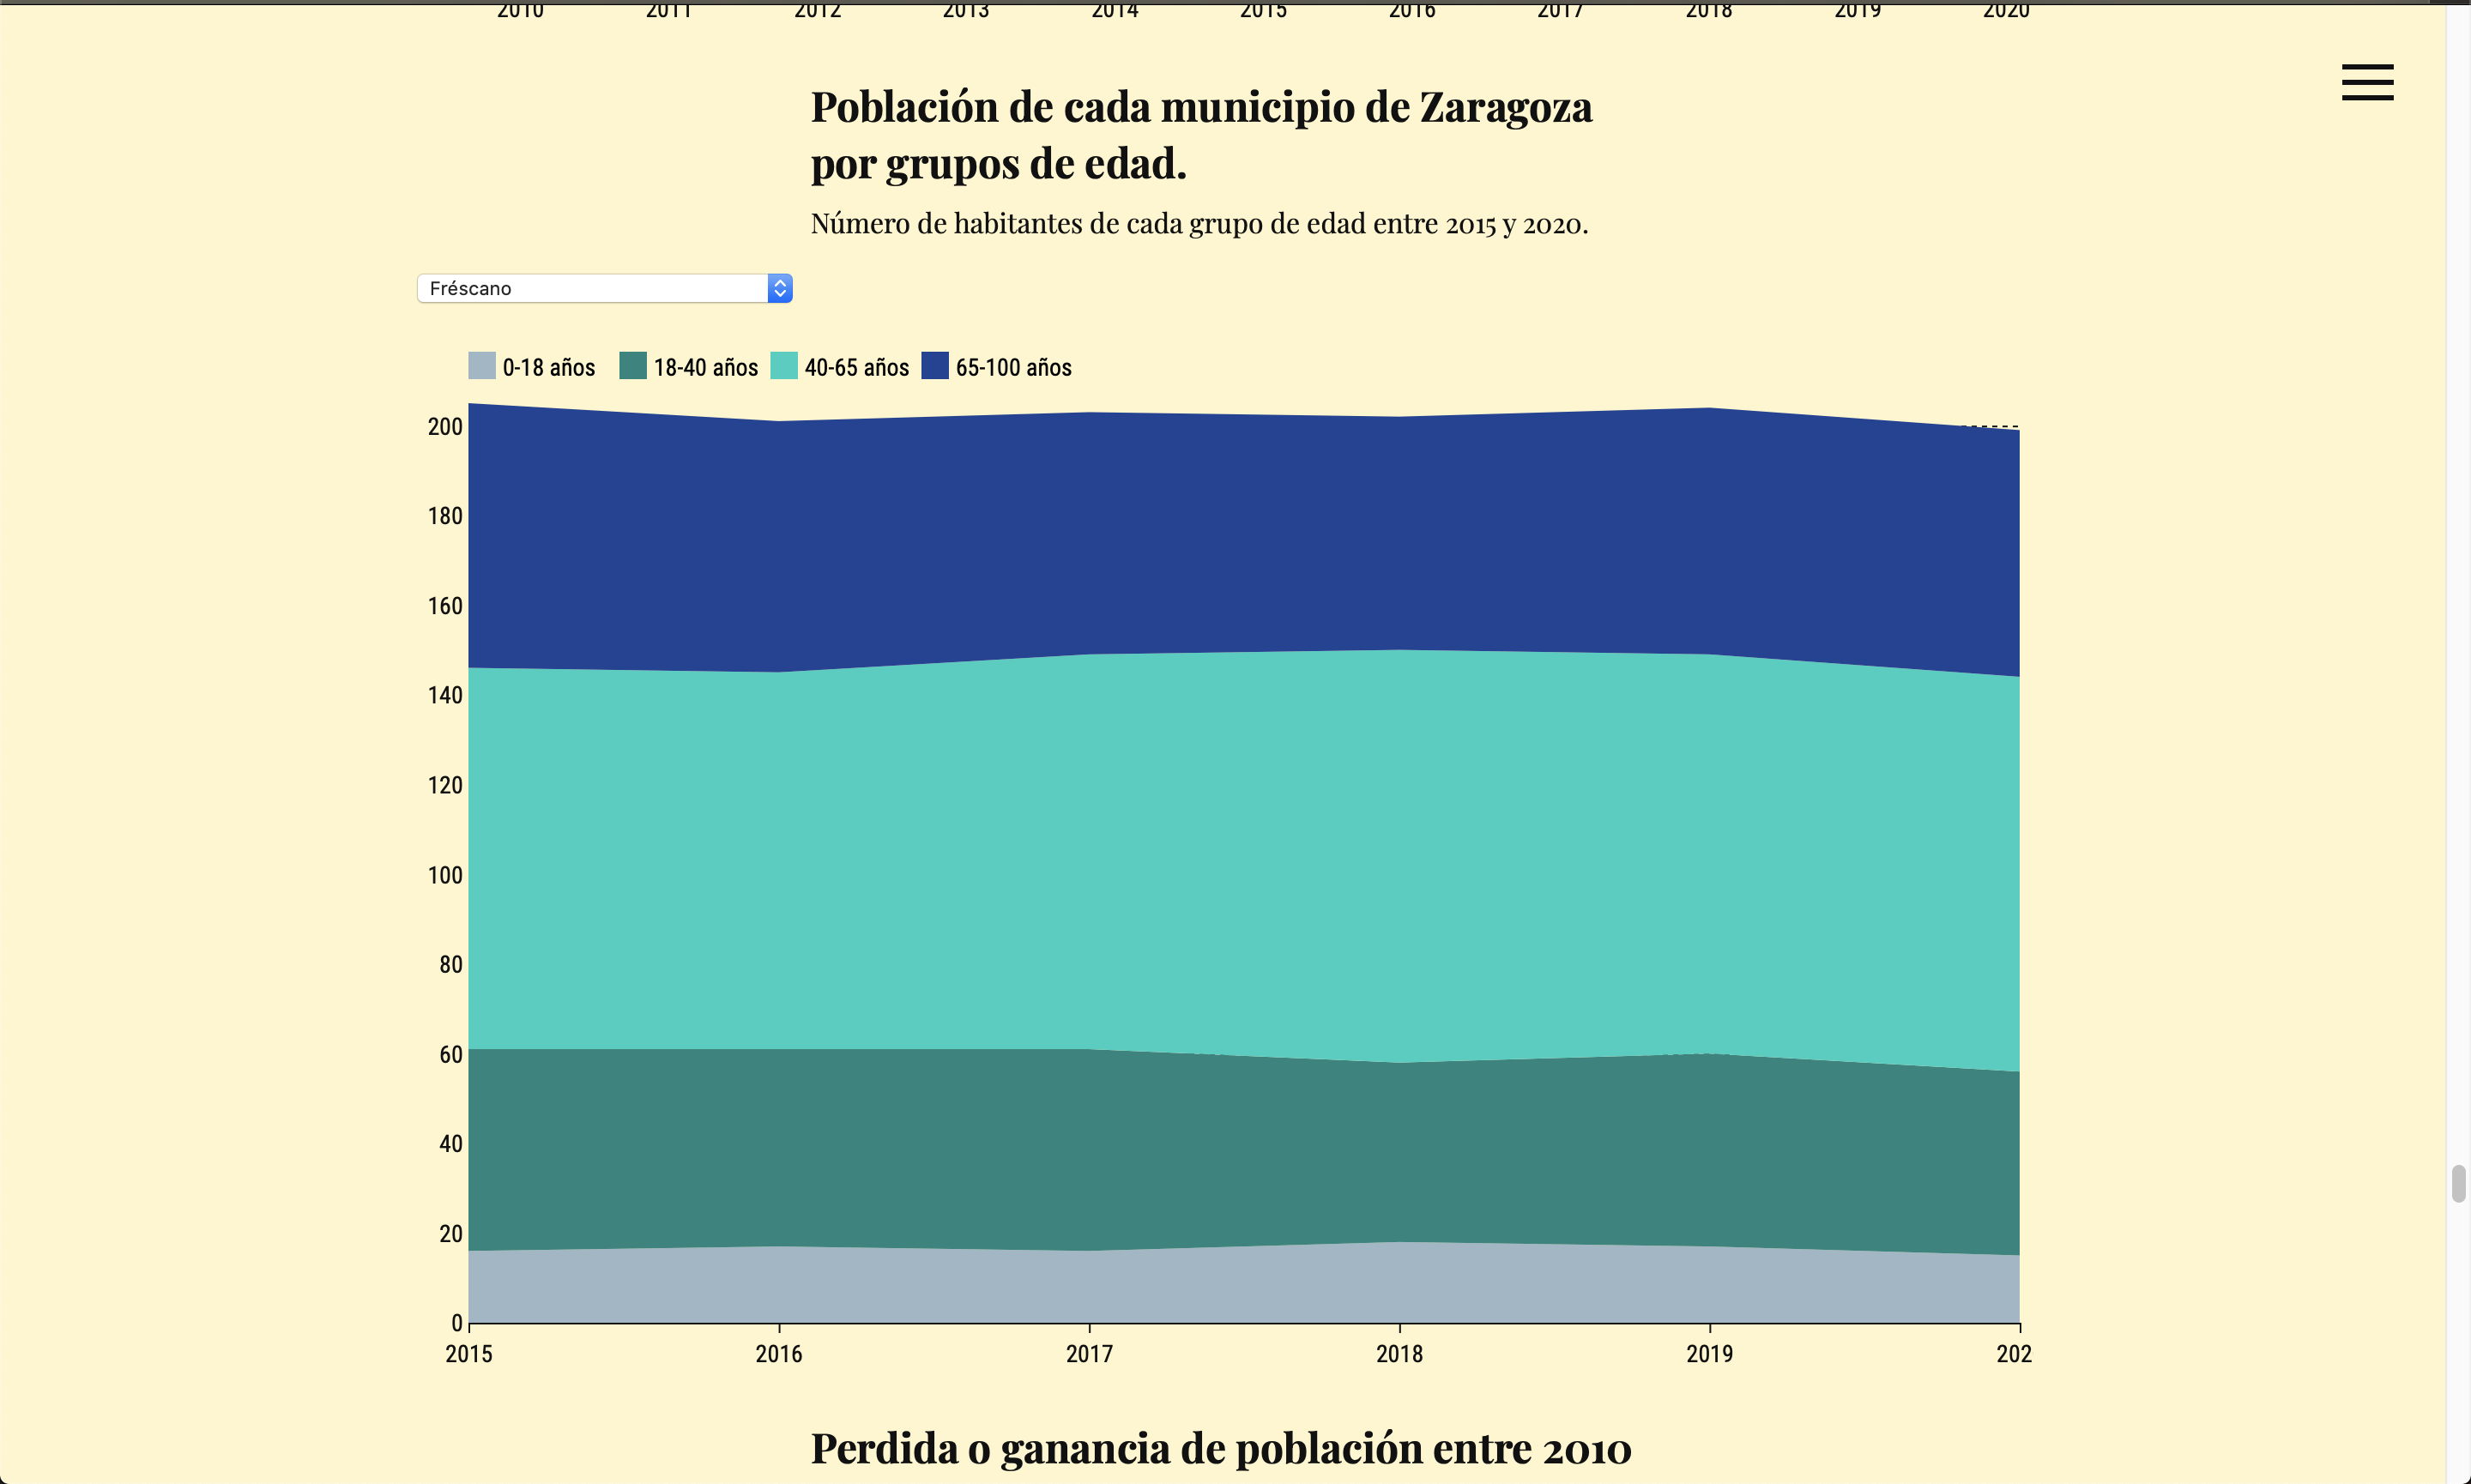 2010 2011 2012 2013 2014 2015 2016 2017 2018 2019 2020
Población de cada municipio de Zaragoza
por grupos de edad.
Número de habitantes de cada grupo de edad entre 2015 y 2020.
Fréscano
0-18 años 18-40 años 40-65 años 65-100 años
200
180
160
140
120
100
80
60
40
20
0
2015 2016 2017 2018 2019 202
Perdida o ganancia de población entre 2010